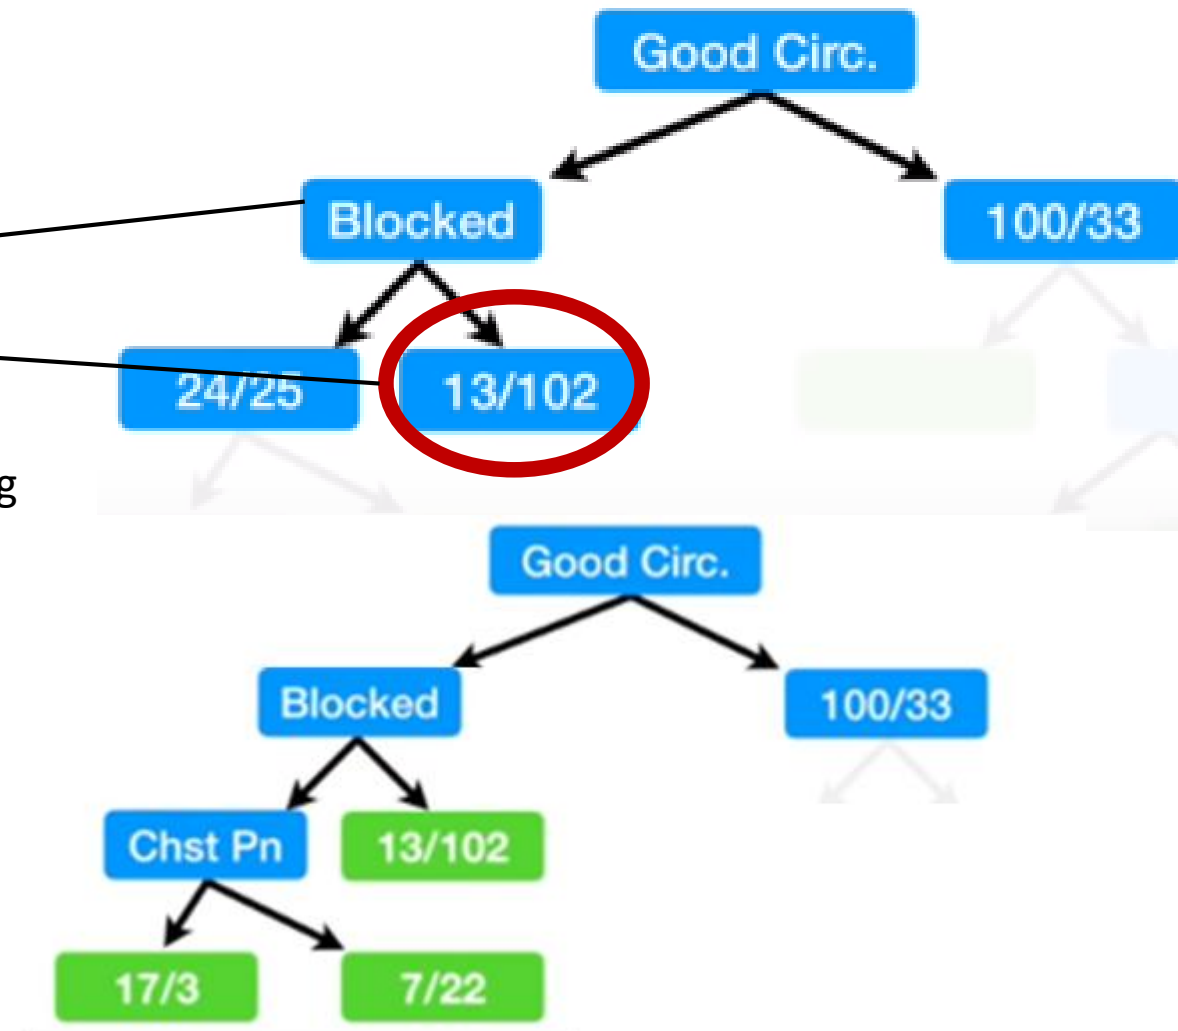 Good Circ.
Blocked
100/33
24/25
13/102
g
Good Circ.
Blocked
100/33
Chst Pn
13/102
17/3
7/22